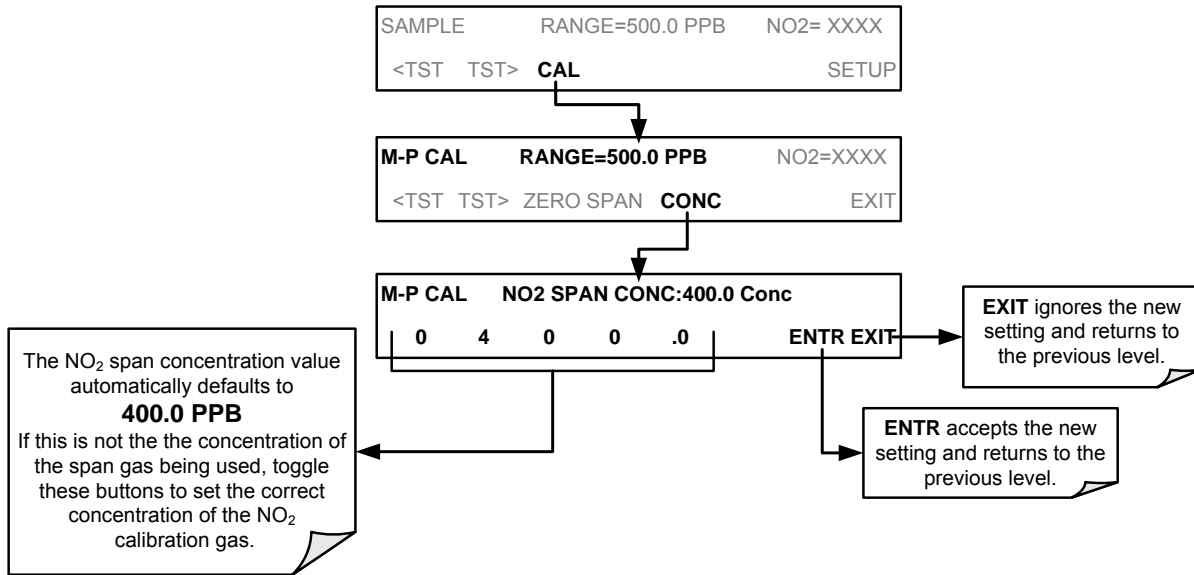 SAMPLE RANGE=500.0 PPB NO2= XXXX
<TST TST> CAL SETUP
M-P CAL RANGE=500.0 PPB NO2=XXXX
<TST TST> ZERO SPAN CONC EXIT
M-P CAL NO2 SPAN CONC:400.0 Conc
0 4 0 0 .0 ENTR EXIT
EXIT ignores the new
setting and returns to
the previous level.
The NO₂ span concentration value
automatically defaults to
400.0 PPB
If this is not the the concentration of
the span gas being used, toggle
these buttons to set the correct
concentration of the NO₂
calibration gas.
ENTR accepts the new
setting and returns to the
previous level.